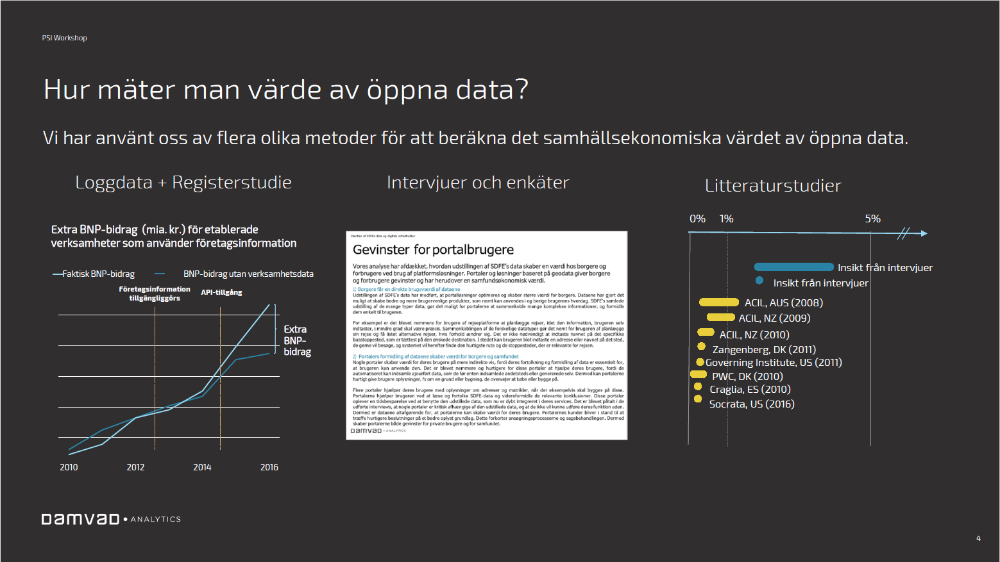 PSI Workshop
Hur mäter man värde av öppna data?
Vi har använt oss av flera olika metoder för att beräkna det samhällsekonomiska värdet av öppna data.
Loggdata + Registerstudie
Extra BNP-bidrag (mia. kr.) för etablerade
verksamheter som använder företagsinformation
Faktisk BNP-bidrag
BNP-bidrag utan verksamhetsdata
Företagsinformation
tillgängliggörs
API-tillgång
Extra
BNP-
bidrag
2010
2012
2014
2016
Intervjuer och enkäter
Værdien af SDFEs data og digitale infrastruktur
Gevinster for portalbrugere
Vores analyse har afdækket, hvordan udstillingen af SDFE's data skaber en værdi hos borgere og
forbrugere ved brug af platformsløsninger. Portaler og løsninger baseret på geodata giver borgere
og forbrugere gevinster og har herudover en samfundsøkonomisk værdi.
1) Borgere får en direkte brugsværdi af dataene
Udstillingen af SDFE's data har medført, at portalløsninger optimeres og skaber større værdi for borgere. Dataene har gjort det
muligt at skabe bedre og mere brugervenlige produkter, som nemt kan anvendes i og berige brugerens hverdag. SDFE's samlede
udstilling af de mange typer data, gør det muligt for portalerne at sammenkoble mange komplekse informationer, og formidle
dem enkelt til brugeren.
For eksempel er det blevet nemmere for brugere af rejseplatforme at planlægge rejser, idet den information, brugeren selv
indtaster, i mindre grad skal være præcis. Sammenkoblingen af de forskellige datatyper gør det nemt for brugeren af planlægge
sin rejse og få listet alternative rejser, hvis forhold ændrer sig. Det er ikke nødvendigt at indtaste navnet på det specifikke
busstoppested, som er tættest på den ønskede destination. I stedet kan brugeren blot indtaste en adresse eller navnet på det sted,
de gerne vil besøge, og systemet vil herefter finde den hurtigste rute og de stoppesteder, der er relevante for rejsen.
2) Portalers formidling af dataene skaber værdi for borgere og samfundet
Nogle portaler skaber værdi for deres brugere på mere indirekte vis, fordi deres fortolkning og formidling af data er essentielt for,
at brugeren kan anvende den. Det er blevet nemmere og hurtigere for disse portaler at hjælpe deres brugere, fordi de
automatiseret kan indsamle ajourført data, som de før enten indsamlede andetsteds eller genererede selv. Dermed kan portalerne
hurtigt give brugere oplysninger, fx om en grund eller bygning, de overvejer at købe eller bygge på.
Flere portaler hjælper deres brugere med oplysninger om adresser og matrikler, når der eksempelvis skal bygges på disse.
Portalerne hjælper brugeren ved at læse og fortolke SDFE-data og videreformidle de relevante konklusioner. Disse portaler
oplever en tidsbesparelse ved at benytte den udstillede data, som nu er dybt integreret i deres services. Det er blevet påtalt i de
udførte interviews, at nogle portaler er kritisk afhængige af den udstillede data, og at de ikke vil kunne udføre deres funktion uden.
Dermed er dataene altafgørende for, at portalerne kan skabe værdi for deres brugere. Portalernes kunder bliver i stand til at
træffe hurtigere beslutninger på et bedre oplyst grundlag. Dette forkorter ansøgningsprocesserne og sagsbehandlingen. Dermed
skaber portalerne både gevinster for private brugere og for samfundet.
DAMVAD • ANALYTICS
Litteraturstudier
0% 1% 5%
Insikt från intervjuer
Insikt från intervjuer
ACIL, AUS (2008)
ACIL, NZ (2009)
ACIL, NZ (2010)
Zangenberg, DK (2011)
Governing Institute, US (2011)
PWC, DK (2010)
Craglia, ES (2010)
Socrata, US (2016)
DAMVAD • ANALYTICS
4